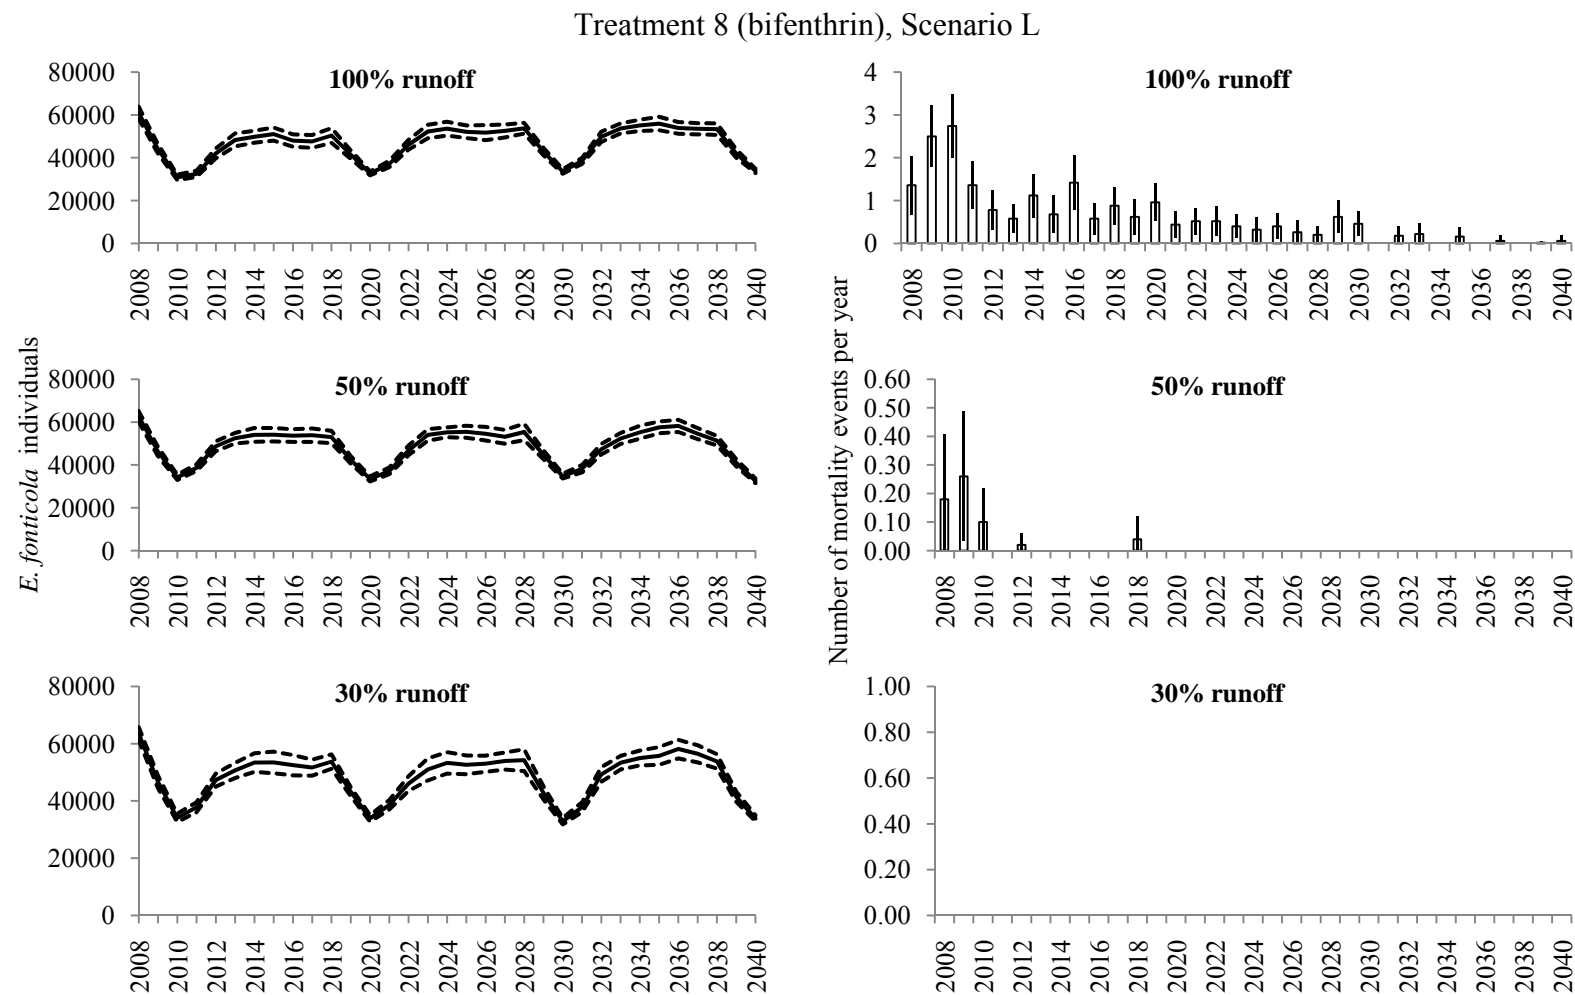 Treatment 8 (bifenthrin), Scenario L
E. fonticola individuals
100% runoff
80000
60000
40000
20000
0
2008 2010 2012 2014 2016 2018 2020 2022 2024 2026 2028 2030 2032 2034 2036 2038 2040
50% runoff
80000
60000
40000
20000
0
2008 2010 2012 2014 2016 2018 2020 2022 2024 2026 2028 2030 2032 2034 2036 2038 2040
30% runoff
80000
60000
40000
20000
0
2008 2010 2012 2014 2016 2018 2020 2022 2024 2026 2028 2030 2032 2034 2036 2038 2040
Number of mortality events per year
100% runoff
4
3
2
1
0
2008 2010 2012 2014 2016 2018 2020 2022 2024 2026 2028 2030 2032 2034 2036 2038 2040
50% runoff
0.60
0.50
0.40
0.30
0.20
0.10
0.00
2008 2010 2012 2014 2016 2018 2020 2022 2024 2026 2028 2030 2032 2034 2036 2038 2040
30% runoff
1.00
0.80
0.60
0.40
0.20
0.00
2008 2010 2012 2014 2016 2018 2020 2022 2024 2026 2028 2030 2032 2034 2036 2038 2040